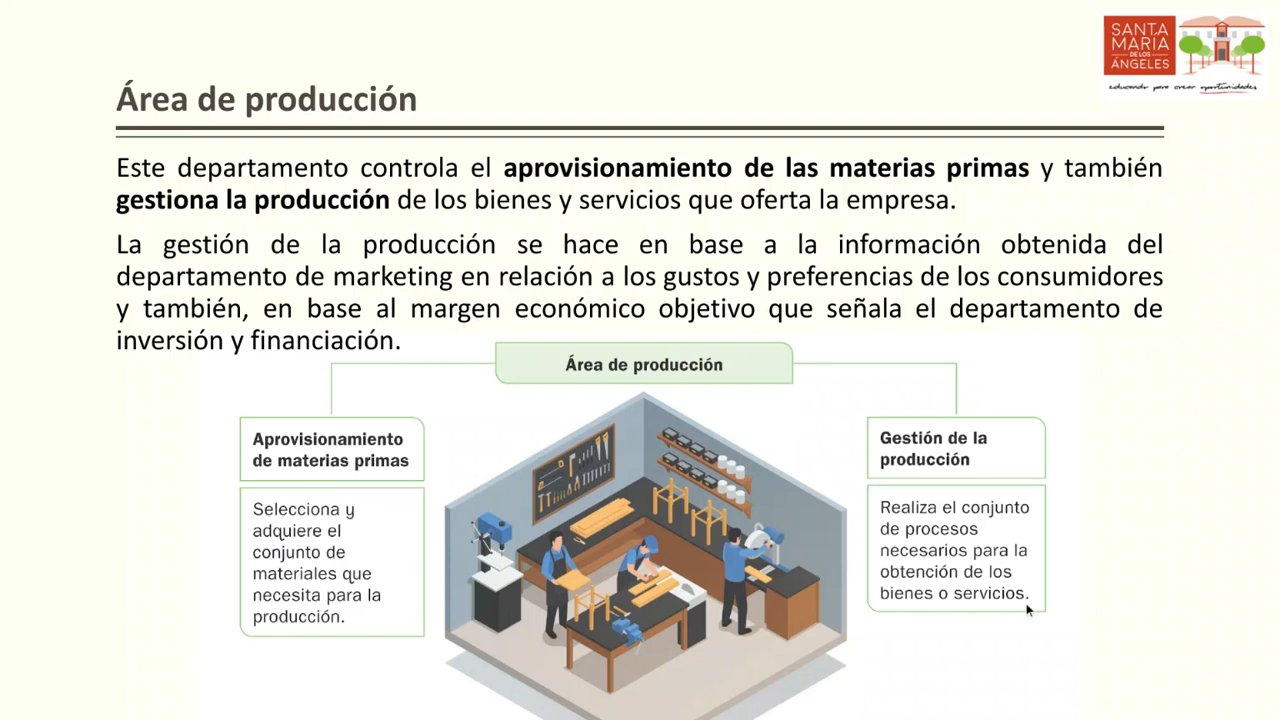 SANTA
MARIA
DE LOS
ÁNGELES
educando para crear oportunidades
Área de producción
Este departamento controla el aprovisionamiento de las materias primas y también
gestiona la producción de los bienes y servicios que oferta la empresa.
La gestión de la producción se hace en base a la información obtenida del
departamento de marketing en relación a los gustos y preferencias de los consumidores
y también, en base al margen económico objetivo que señala el departamento de
inversión y financiación.
Área de producción
Aprovisionamiento
de materias primas
Selecciona y
adquiere el
conjunto de
materiales que
necesita para la
producción.
Gestión de la
producción
Realiza el conjunto
de procesos
necesarios para la
obtención de los
bienes o servicios.